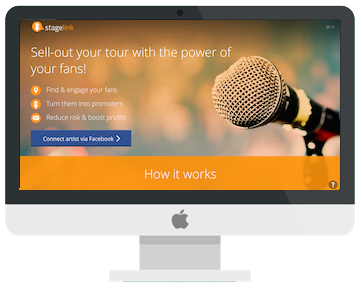 stagelink
Sell-out your tour with the power of
your fans!
Find & engage your fans
Turn them into promoters
Reduce risk & boost profits
Connect artist via Facebook
How it works
?